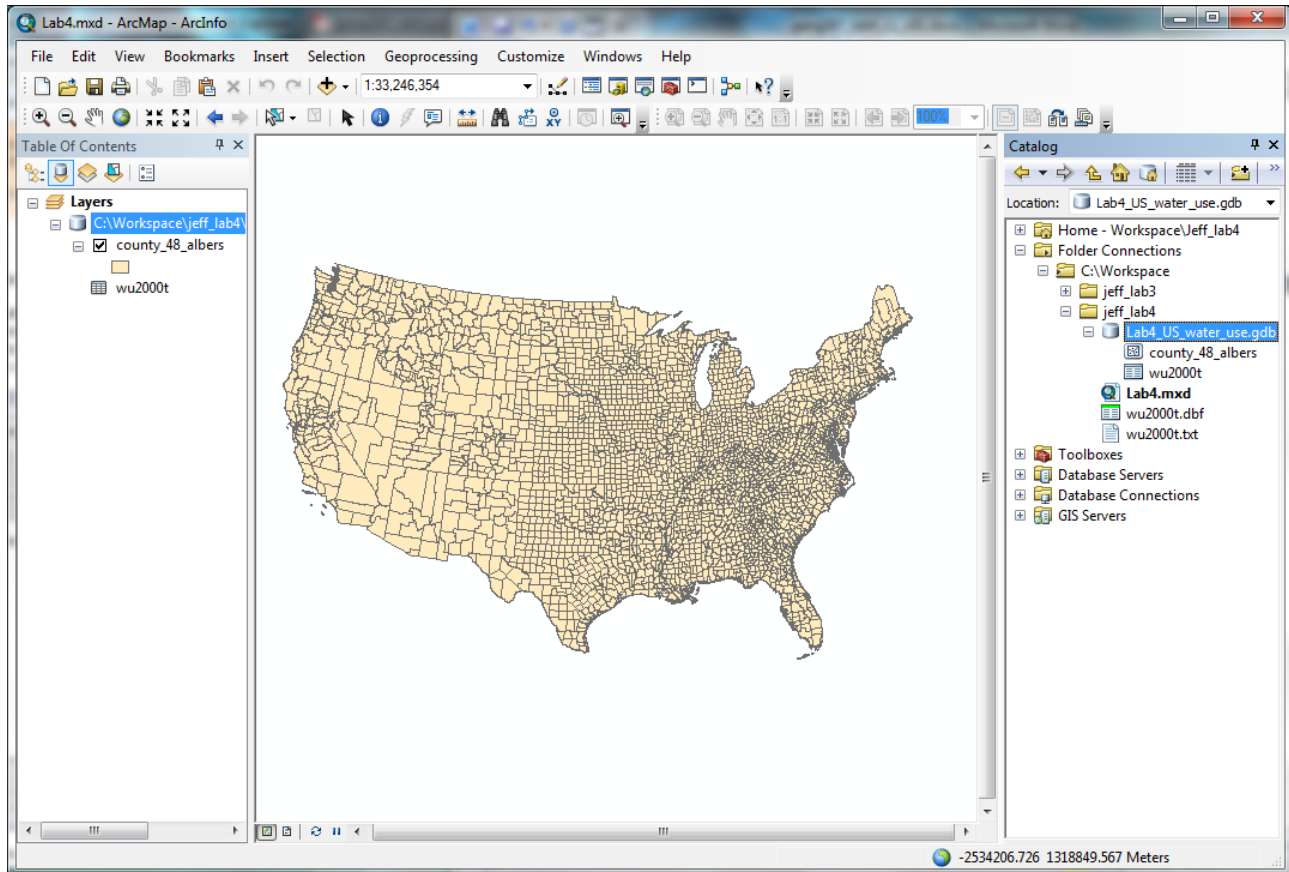 Lab4.mxd - ArcMap - ArcInfo
File Edit View Bookmarks Insert Selection Geoprocessing Customize Windows Help
1:33,246,354
100%
Table Of Contents
Layers
C:\Workspace\jeff_lab4\
county_48_albers
wu2000t
Catalog
Location: Lab4_US_water_use.gdb
Home - Workspace\Jeff_lab4
Folder Connections
C:\Workspace
jeff_lab3
jeff_lab4
Lab4_US_water_use.gdb
county_48_albers
wu2000t
Lab4.mxd
wu2000t.dbf
wu2000t.txt
Toolboxes
Database Servers
Database Connections
GIS Servers
-2534206.726 1318849.567 Meters